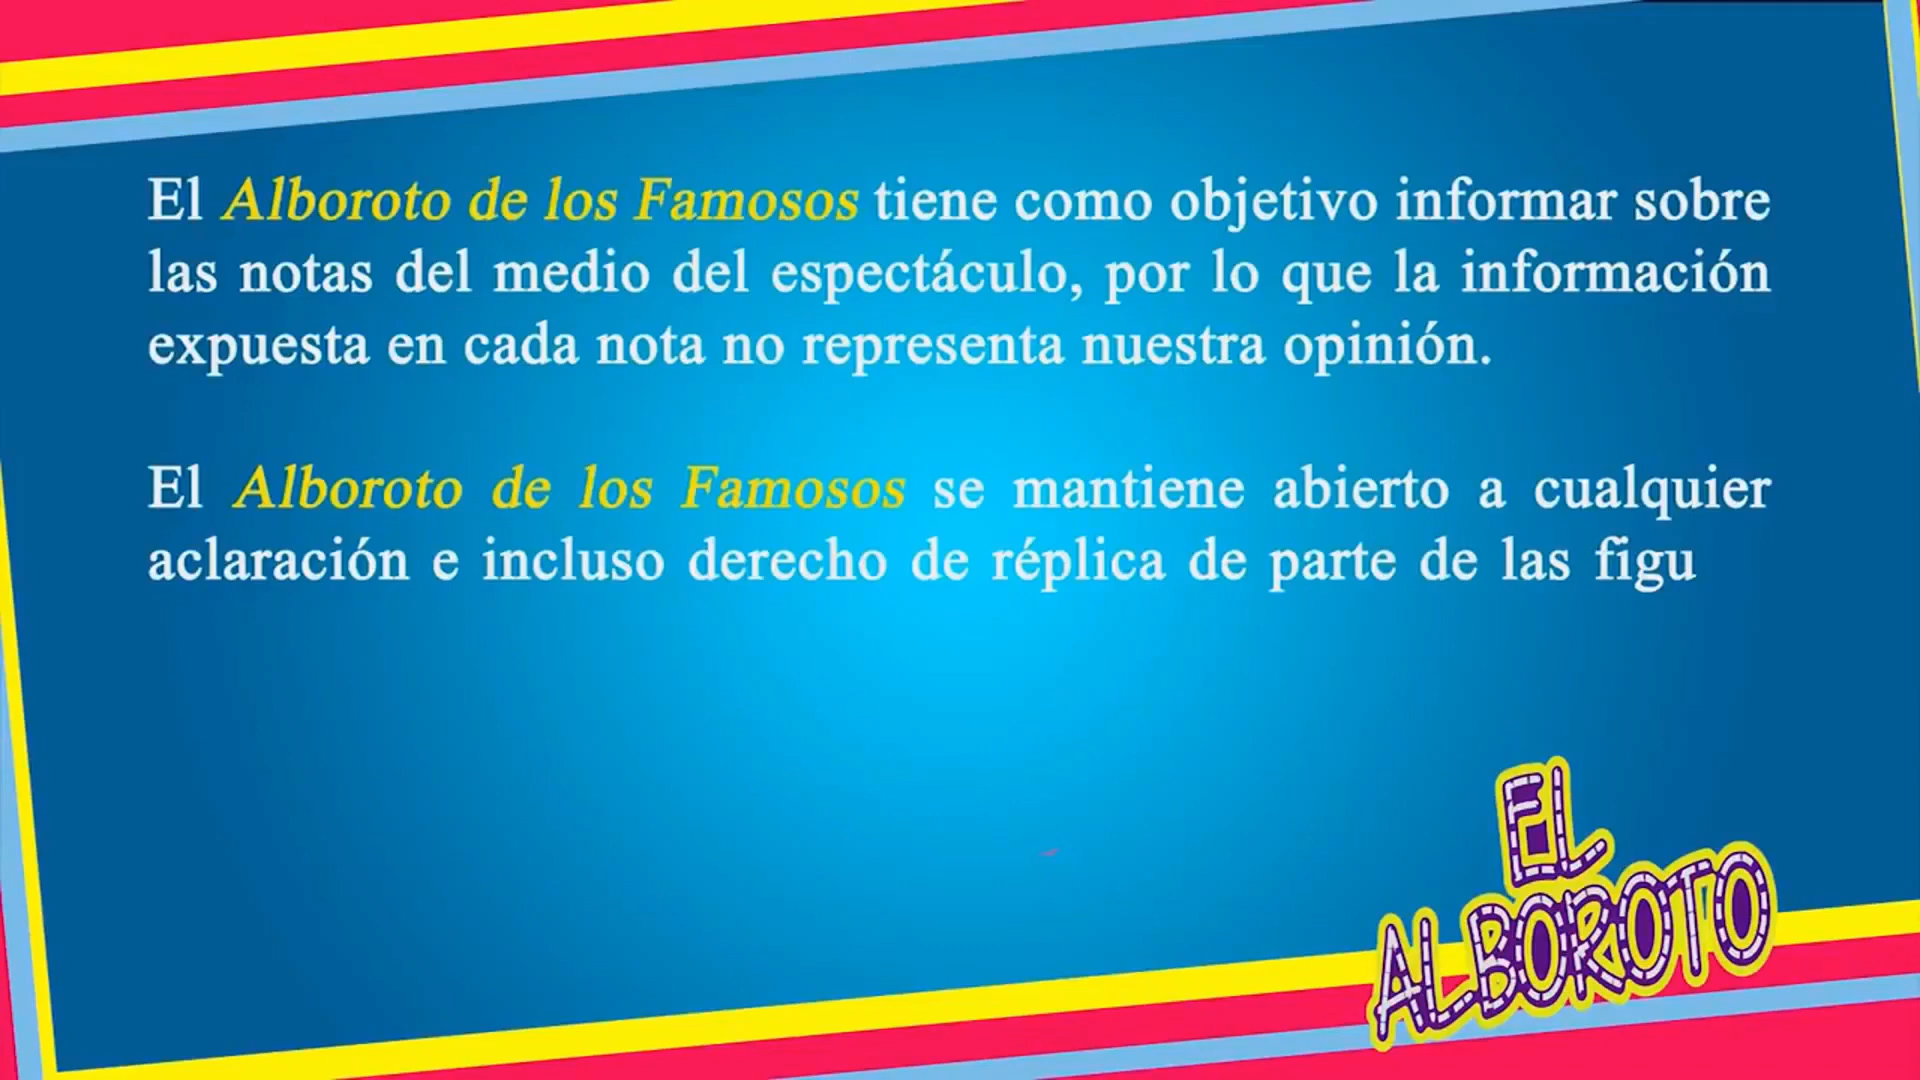 El Alboroto de los Famosos tiene como objetivo informar sobre
las notas del medio del espectáculo, por lo que la información
expuesta en cada nota no representa nuestra opinión.
El Alboroto de los Famosos se mantiene abierto a cualquier
aclaración e incluso derecho de réplica de parte de las figu
EL
ALBOROTO